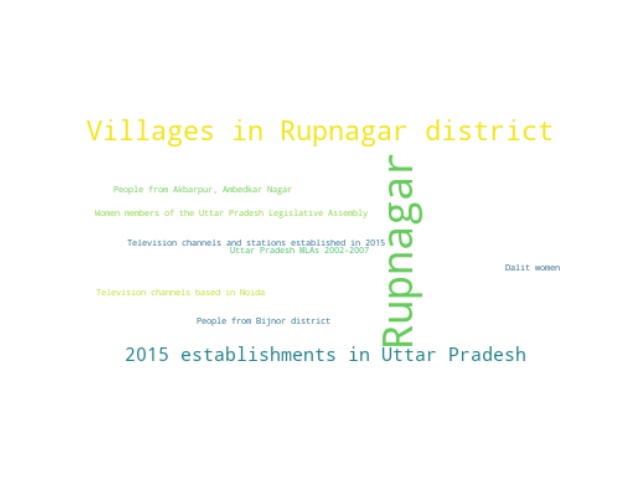 Villages in Rupnagar district
Rupnagar
People from Akbarpur, Ambedkar Nagar
Women members of the Uttar Pradesh Legislative Assembly
Television channels and stations established in 2015
Uttar Pradesh MLAs 2002–2007
Dalit women
Television channels based in Noida
People from Bijnor district
2015 establishments in Uttar Pradesh